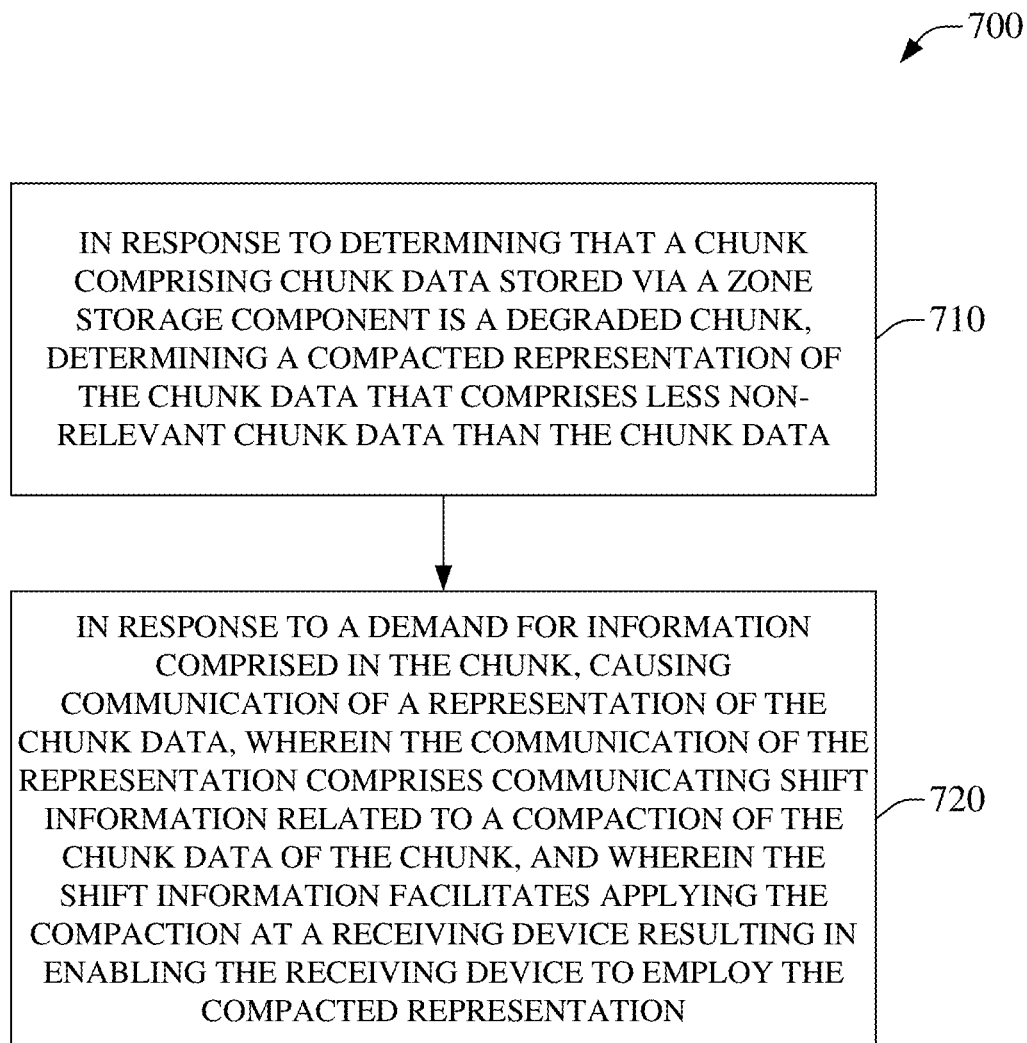 700
IN RESPONSE TO DETERMINING THAT A CHUNK
COMPRISING CHUNK DATA STORED VIA A ZONE
STORAGE COMPONENT IS A DEGRADED CHUNK,
DETERMINING A COMPACTED REPRESENTATION OF
THE CHUNK DATA THAT COMPRISES LESS NON-
RELEVANT CHUNK DATA THAN THE CHUNK DATA
710
IN RESPONSE TO A DEMAND FOR INFORMATION
COMPRISED IN THE CHUNK, CAUSING
COMMUNICATION OF A REPRESENTATION OF THE
CHUNK DATA, WHEREIN THE COMMUNICATION OF THE
REPRESENTATION COMPRISES COMMUNICATING SHIFT
INFORMATION RELATED TO A COMPACTION OF THE
CHUNK DATA OF THE CHUNK, AND WHEREIN THE
SHIFT INFORMATION FACILITATES APPLYING THE
COMPACTION AT A RECEIVING DEVICE RESULTING IN
ENABLING THE RECEIVING DEVICE TO EMPLOY THE
COMPACTED REPRESENTATION
720